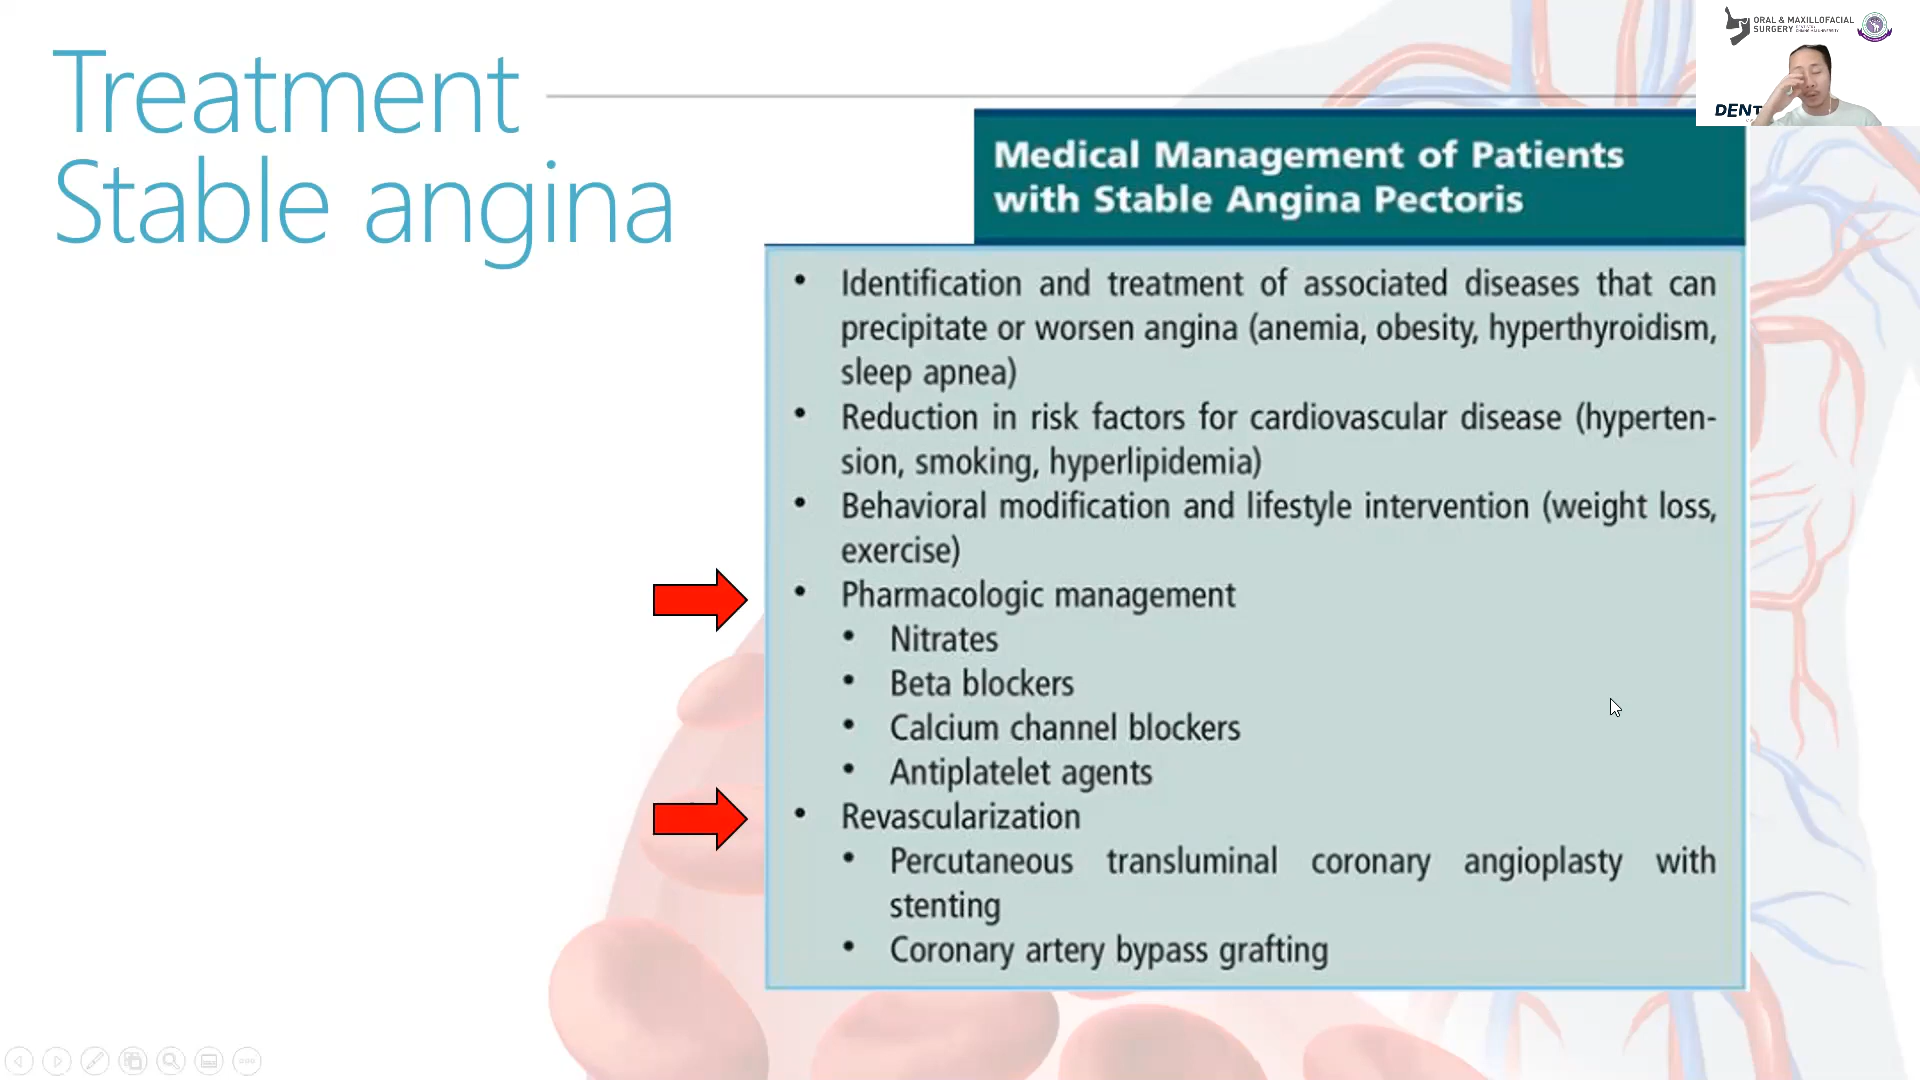 Treatment
Stable angina
ORAL & MAXILLOFACIAL
SURGERY
DENT
Medical Management of Patients
with Stable Angina Pectoris
• Identification and treatment of associated diseases that can
precipitate or worsen angina (anemia, obesity, hyperthyroidism,
sleep apnea)
• Reduction in risk factors for cardiovascular disease (hyperten-
sion, smoking, hyperlipidemia)
• Behavioral modification and lifestyle intervention (weight loss,
exercise)
• Pharmacologic management
• Nitrates
• Beta blockers
• Calcium channel blockers
• Antiplatelet agents
• Revascularization
• Percutaneous transluminal coronary angioplasty with
stenting
• Coronary artery bypass grafting